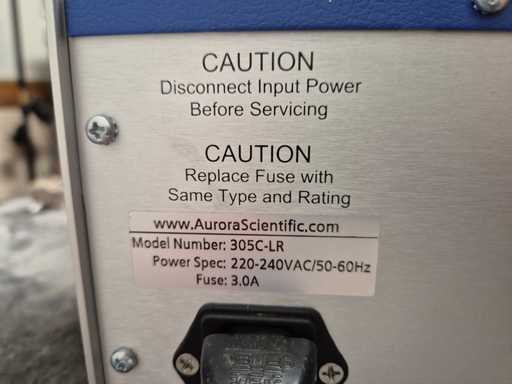 CAUTION
Disconnect Input Power
Before Servicing
CAUTION
Replace Fuse with
Same Type and Rating
www.AuroraScientific.com
Model Number: 305C-LR
Power Spec: 220-240VAC/50-60Hz
Fuse: 3.0A